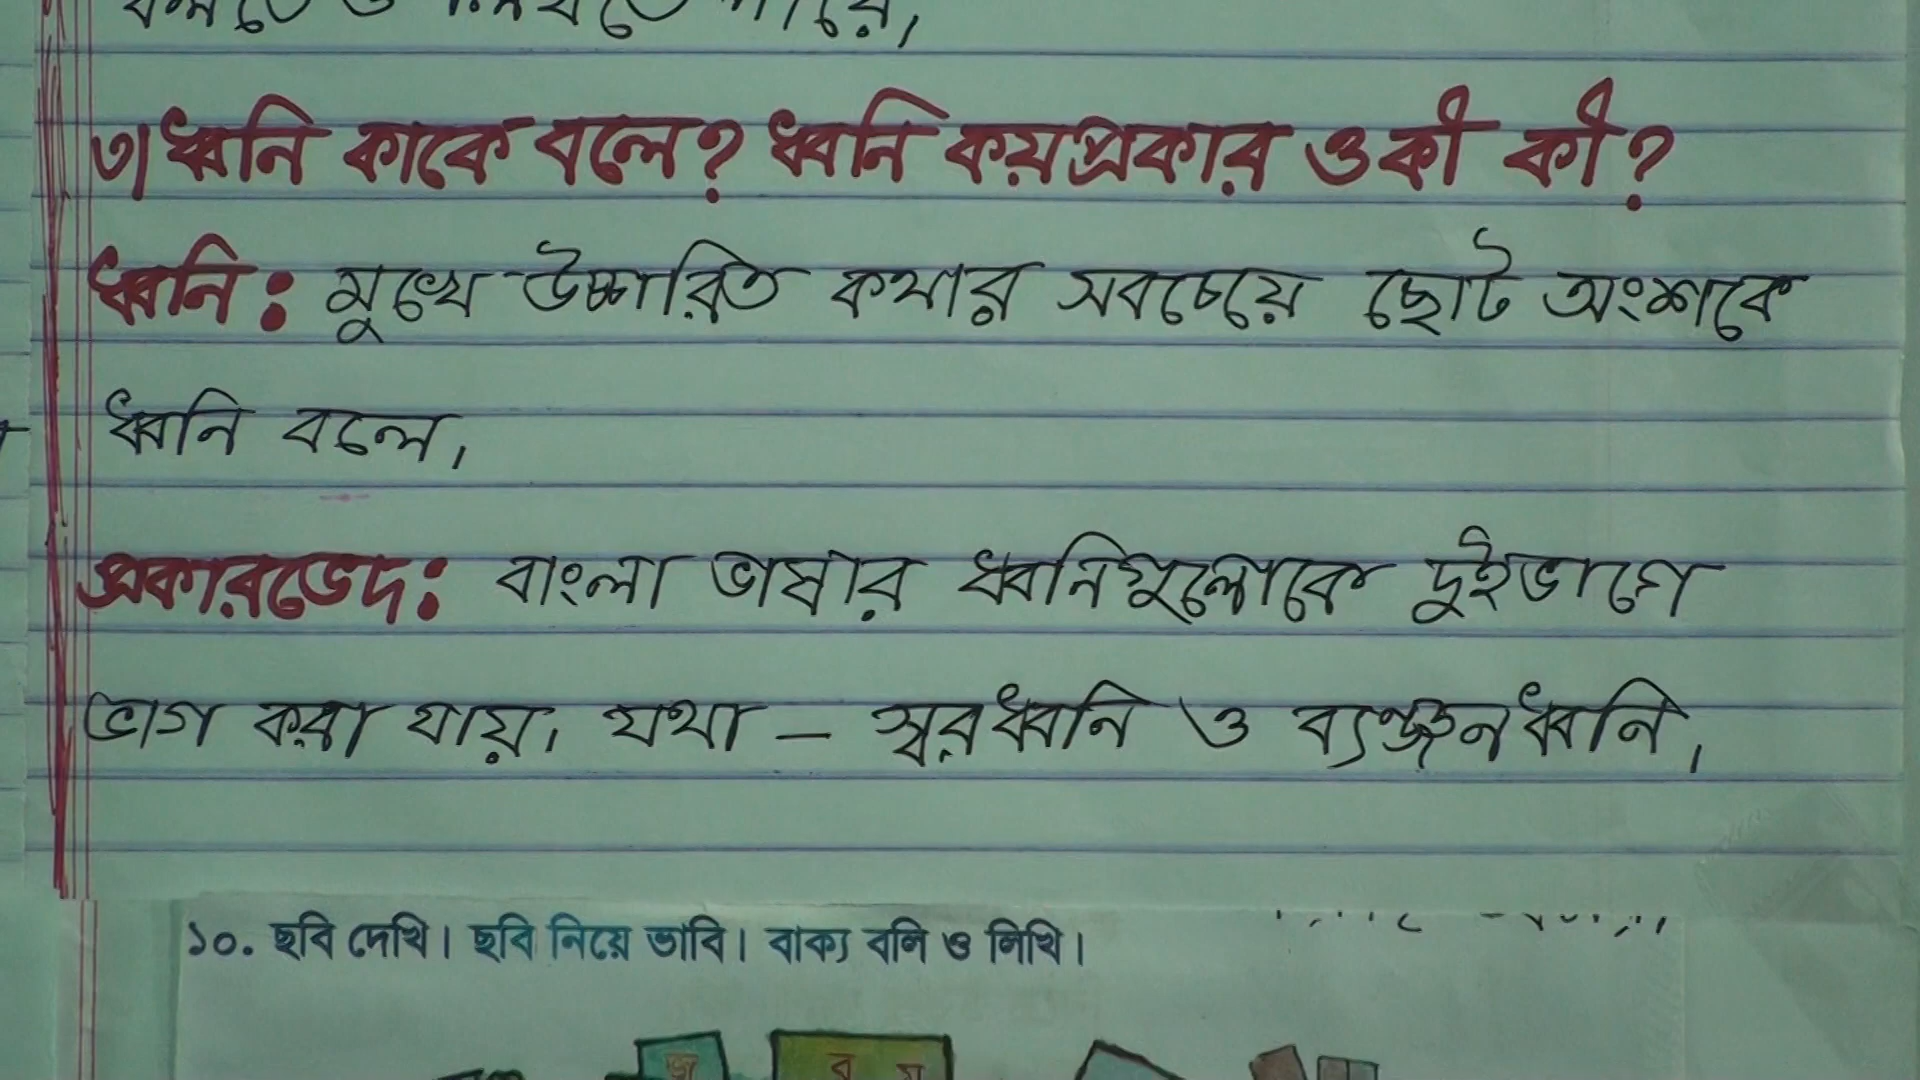 ৩। ধ্বনি কাকে বলে? ধ্বনি কয়প্রকার ও কী কী?
ধ্বনি: মুখে উচ্চারিত কথার সবচেয়ে ছোট অংশকে
ধ্বনি বলে।
প্রকারভেদ: বাংলা ভাষার ধ্বনিগুলোকে দুইভাগে
ভাগ করা যায়। যথা – স্বরধ্বনি ও ব্যঞ্জনধ্বনি।
১০. ছবি দেখি। ছবি নিয়ে ভাবি। বাক্য বলি ও লিখি।